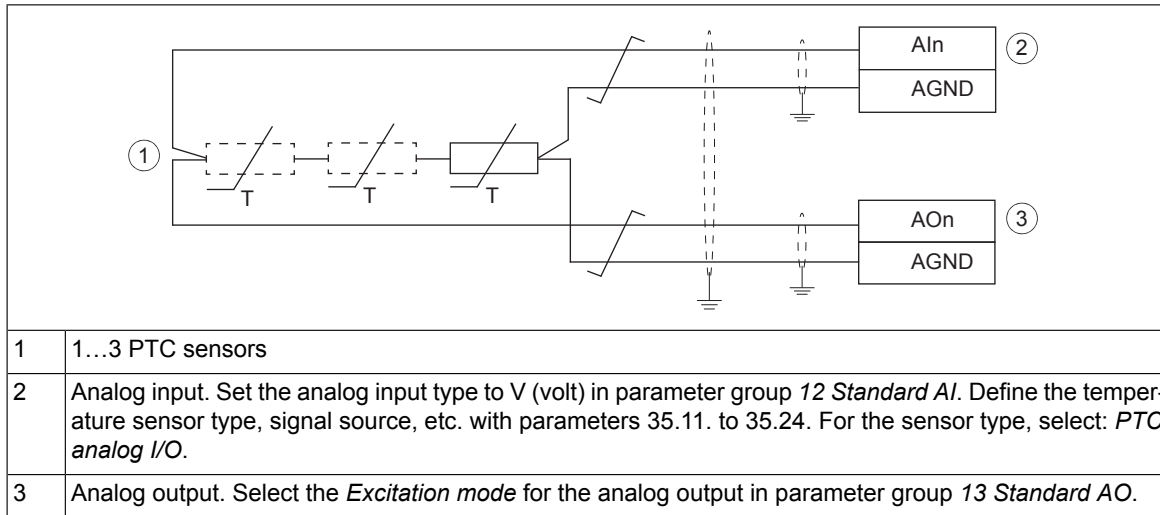 AIn
2
AGND
1
T
T
T
AOn
3
AGND
1 1…3 PTC sensors
2 Analog input. Set the analog input type to V (volt) in parameter group 12 Standard AI. Define the temper-
ature sensor type, signal source, etc. with parameters 35.11. to 35.24. For the sensor type, select: PTC
analog I/O.
3 Analog output. Select the Excitation mode for the analog output in parameter group 13 Standard AO.